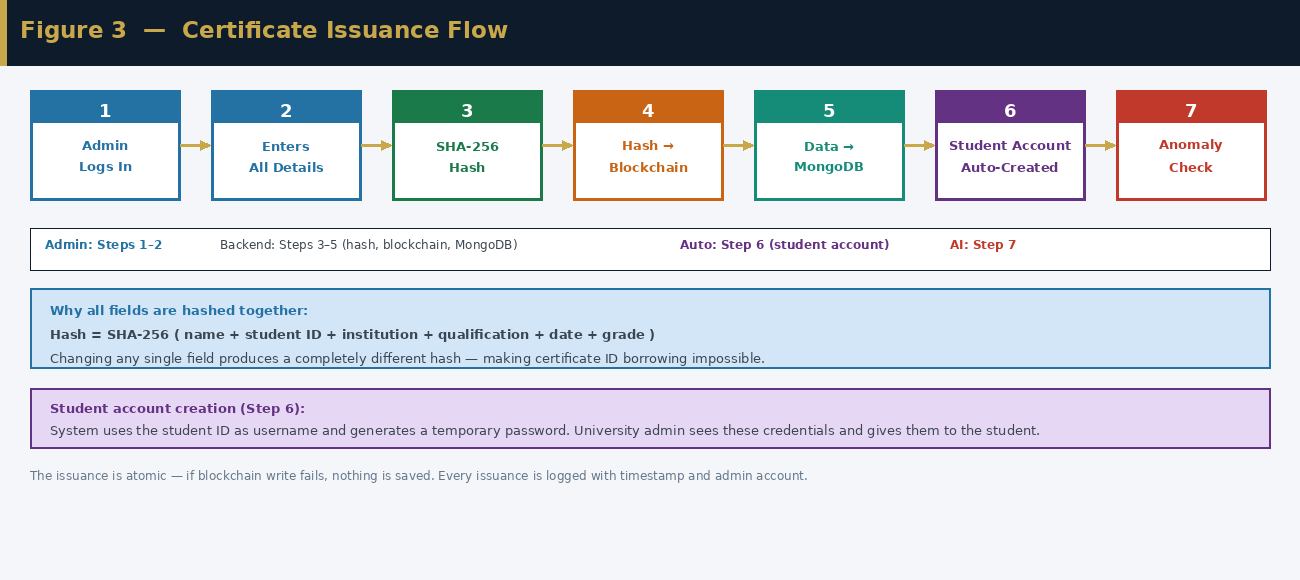 Figure 3 — Certificate Issuance Flow
1
Admin
Logs In
2
Enters
All Details
3
SHA-256
Hash
4
Hash →
Blockchain
5
Data →
MongoDB
6
Student Account
Auto-Created
7
Anomaly
Check
Admin: Steps 1–2
Backend: Steps 3–5 (hash, blockchain, MongoDB)
Auto: Step 6 (student account)
AI: Step 7
Why all fields are hashed together:
Hash = SHA-256 ( name + student ID + institution + qualification + date + grade )
Changing any single field produces a completely different hash — making certificate ID borrowing impossible.
Student account creation (Step 6):
System uses the student ID as username and generates a temporary password. University admin sees these credentials and gives them to the student.
The issuance is atomic — if blockchain write fails, nothing is saved. Every issuance is logged with timestamp and admin account.